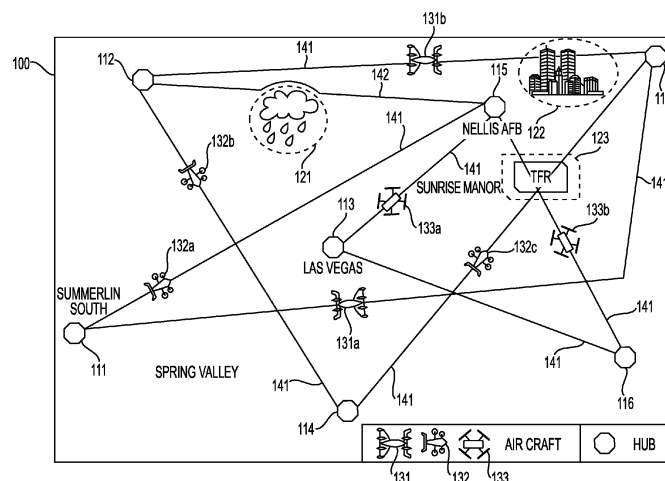 131b
100
112
141
141
142
115
11
NELLIS AFB
122
123
132b
121
141
141
TFR
141
SUNRISE MANOR
113
133a
133b
132a
132c
LAS VEGAS
SUMMERLIN
SOUTH
131a
141
111
SPRING VALLEY
141
141
141
116
114
AIR CRAFT
HUB
131
132
133